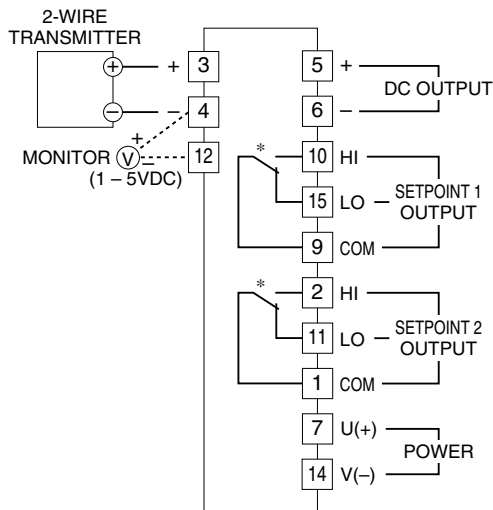 2-WIRE
TRANSMITTER
+ + 3
− − 4
+
MONITOR V − 12
(1 – 5VDC)
5 +
DC OUTPUT
6 −
* 10 HI
15 LO
SETPOINT 1
OUTPUT
9 COM
* 2 HI
11 LO
SETPOINT 2
OUTPUT
1 COM
7 U(+)
POWER
14 V(−)